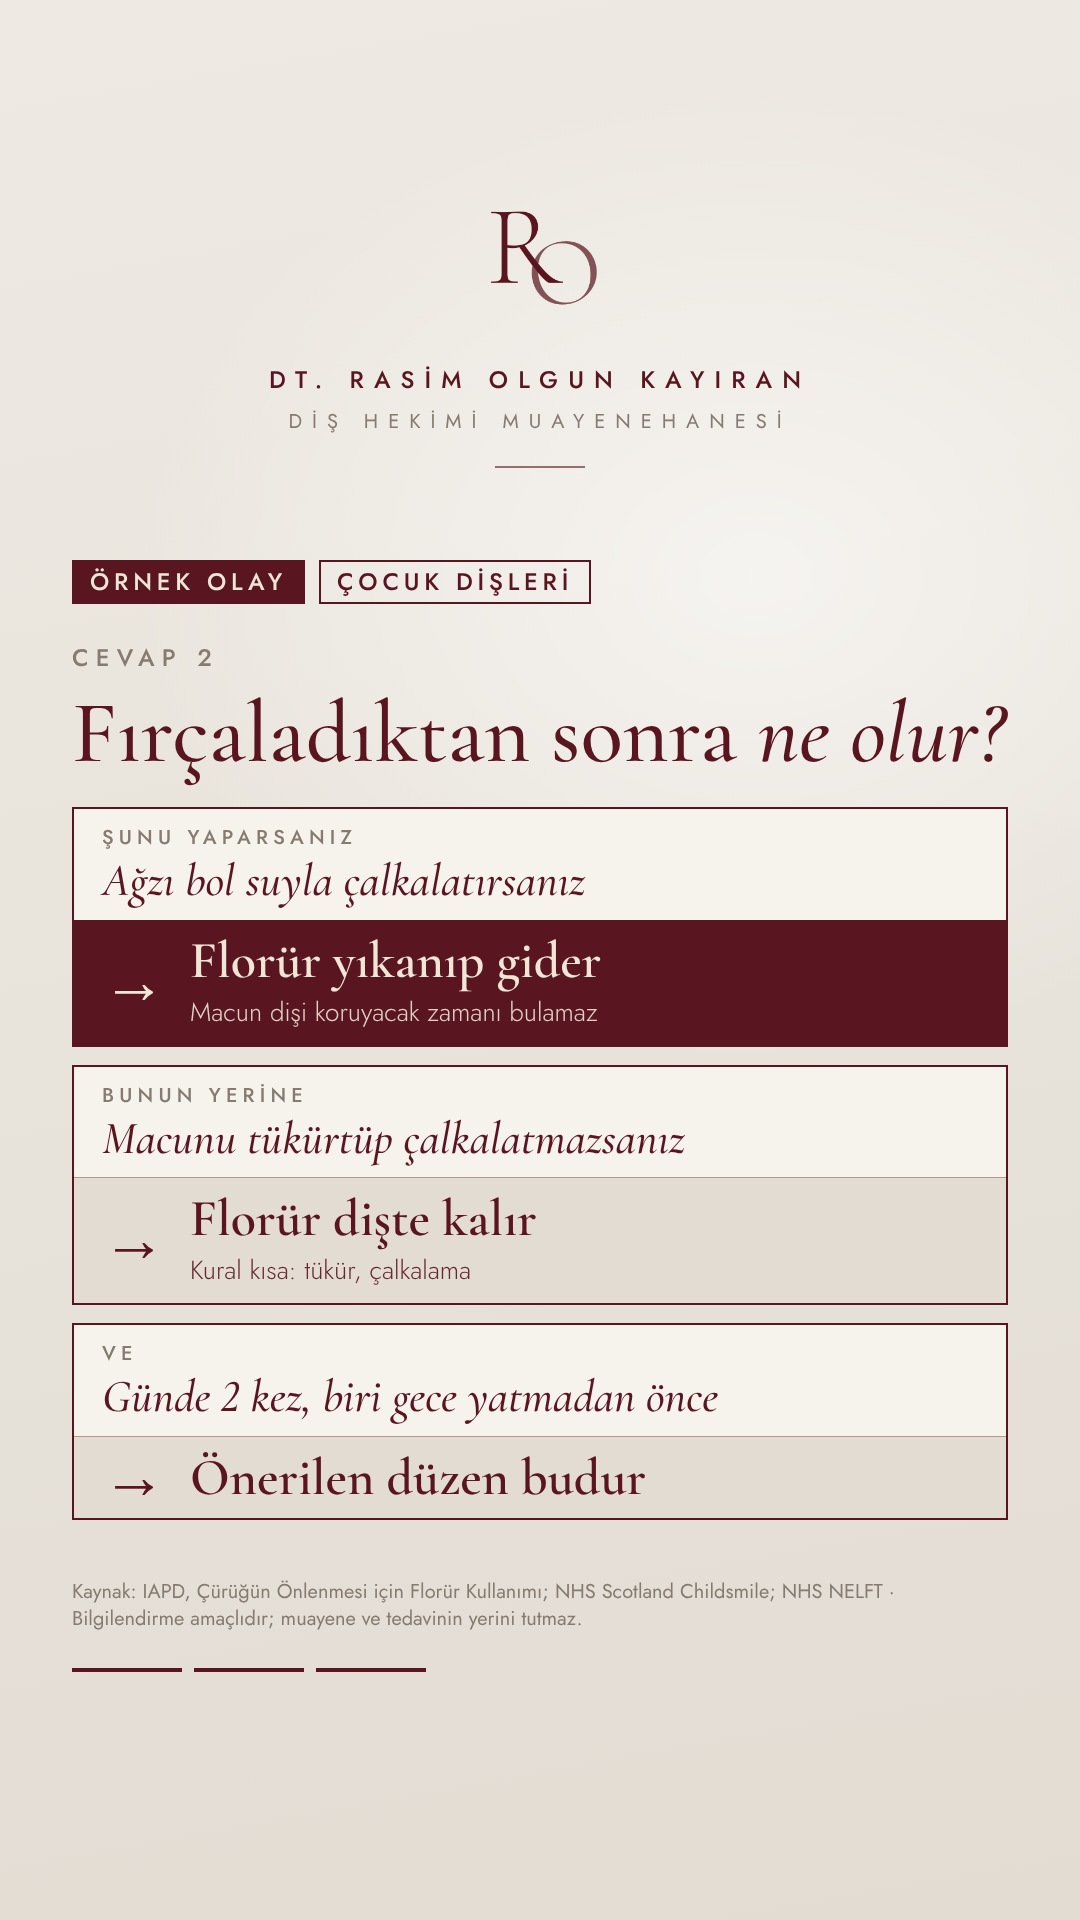 RO
DT. RASİM OLGUN KAYIRAN
DİŞ HEKİMİ MUAYENEHANESİ
ÖRNEK OLAY
ÇOCUK DİŞLERİ
CEVAP 2
Fırçaladıktan sonra ne olur?
ŞUNU YAPARSANIZ
Ağzı bol suyla çalkalatırsanız
→ Florür yıkanıp gider
Macun dişi koruyacak zamanı bulamaz
BUNUN YERİNE
Macunu tükürtüp çalkalatmazsanız
→ Florür dişte kalır
Kural kısa: tükür, çalkalama
VE
Günde 2 kez, biri gece yatmadan önce
→ Önerilen düzen budur
Kaynak: IAPD, Çürüğün Önlenmesi için Florür Kullanımı; NHS Scotland Childsmile; NHS NELFT ·
Bilgilendirme amaçlıdır; muayene ve tedavinin yerini tutmaz.